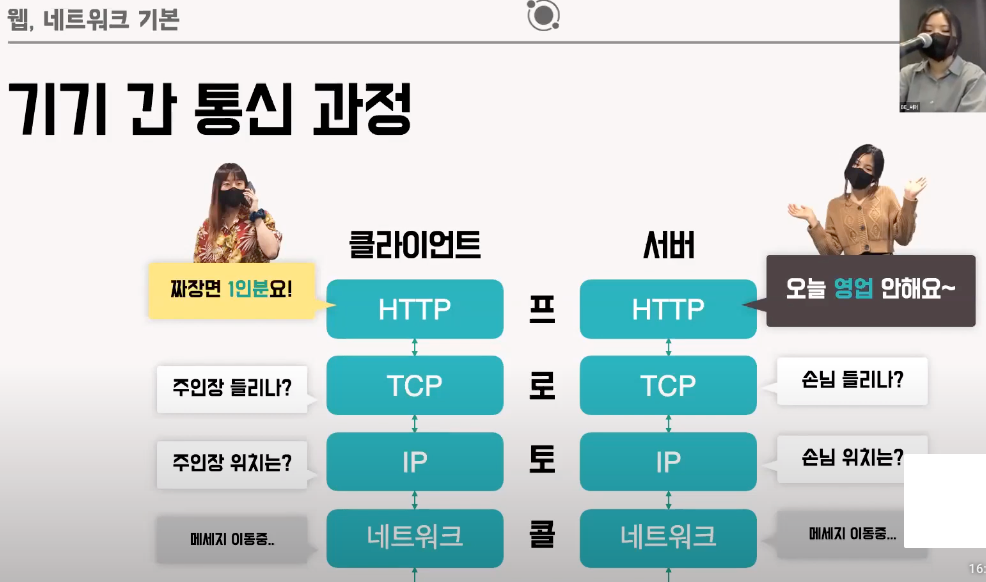 웹, 네트워크 기본
기기 간 통신 과정
클라이언트
서버
짜장면 1인분요!
HTTP
프
HTTP
오늘 영업 안해요~
주인장 들리나?
TCP
로
TCP
손님 들리나?
주인장 위치는?
IP
토
IP
손님 위치는?
메세지 이동중..
네트워크
콜
네트워크
메세지 이동중...
16: